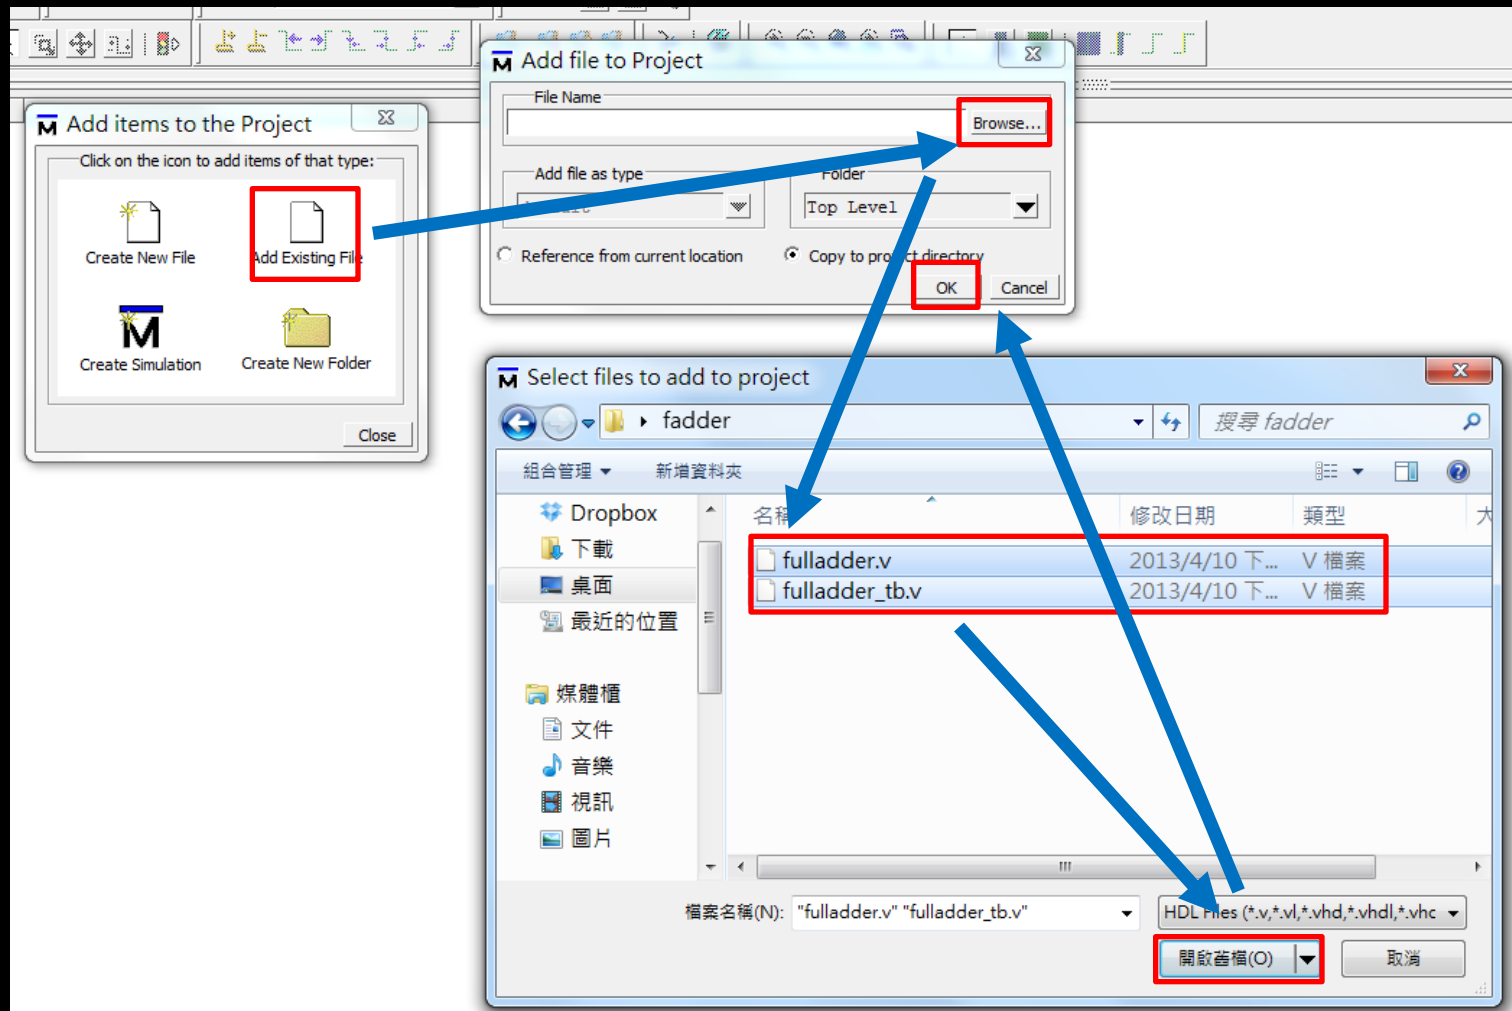 Add items to the Project
Click on the icon to add items of that type:
Create New File
Add Existing File
Create Simulation
Create New Folder
Close
Add file to Project
File Name
Browse...
Add file as type
Folder
Top Level
Reference from current location
Copy to project directory
OK
Cancel
Select files to add to project
fadder
搜尋 fadder
組合管理
新增資料夾
Dropbox
下載
桌面
最近的位置
媒體櫃
文件
音樂
視訊
圖片
名稱
修改日期
類型
大
fulladder.v
2013/4/10 下...
V 檔案
fulladder_tb.v
2013/4/10 下...
V 檔案
檔案名稱(N):
"fulladder.v" "fulladder_tb.v"
HDL Files (*.v,*.vl,*.vhd,*.vhdl,*.vhc
開啟舊檔(O)
取消